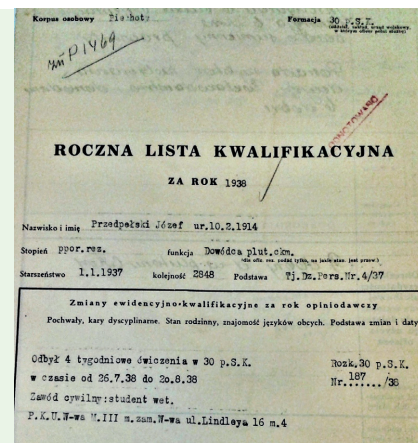 Korpus osobowy Piechoty
Formacja 30 p.S.K.
P1469
ROCZNA LISTA KWALIFIKACYJNA
ZA ROK 1938
Nazwisko i imię Przedpełski Józef ur.10.2.1914
Stopień ppor.rez. funkcja Dowódca plut.ckm.
Starszeństwo 1.1.1937 kolejność 2848 Podstawa Tj.Dz.Pers.Nr.4/37
Zmiany ewidencyjno-kwalifikacyjne za rok opiniodawczy
Pochwały, kary dyscyplinarne. Stan rodzinny, znajomość języków obcych. Podstawa zmian i daty
Odbył 4 tygodniowe ćwiczenia w 30 p.S.K. Rozk.30 p.S.K.
w czasie od 26.7.38 do 20.8.38 Nr.187....../38
Zawód cywilny:student wet.
P.K.U.W-wa M.III m.zam.W-wa ul.Lindleya 16 m.4